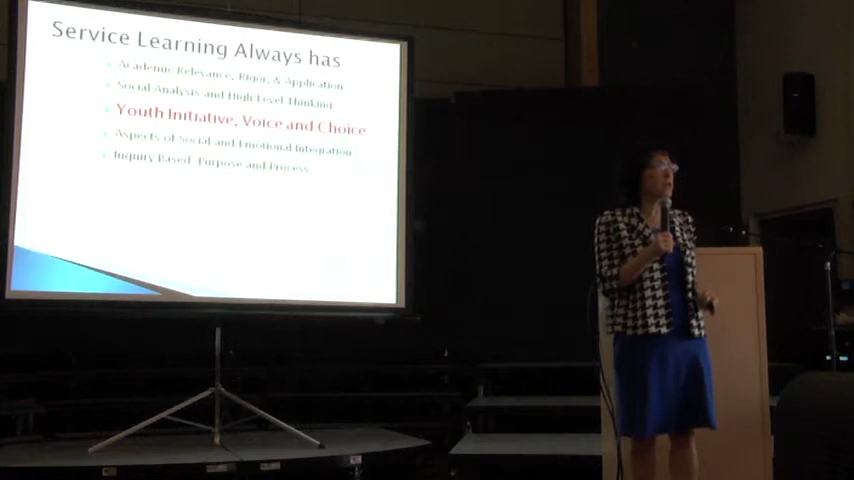 Service Learning Always has
Academic Relevance, Rigor, & Application
Social Analysis and High Level Thinking
Youth Initiative, Voice and Choice
Aspects of Social and Emotional Integration
Inquiry Based Purpose and Process